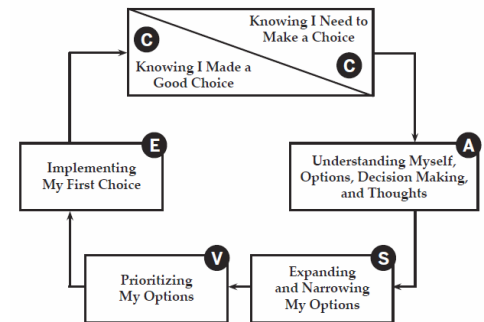 Knowing I Need to
Make a Choice
C
C
Knowing I Made a
Good Choice
E
Implementing
My First Choice
A
Understanding Myself,
Options, Decision Making,
and Thoughts
V
Prioritizing
My Options
S
Expanding
and Narrowing
My Options